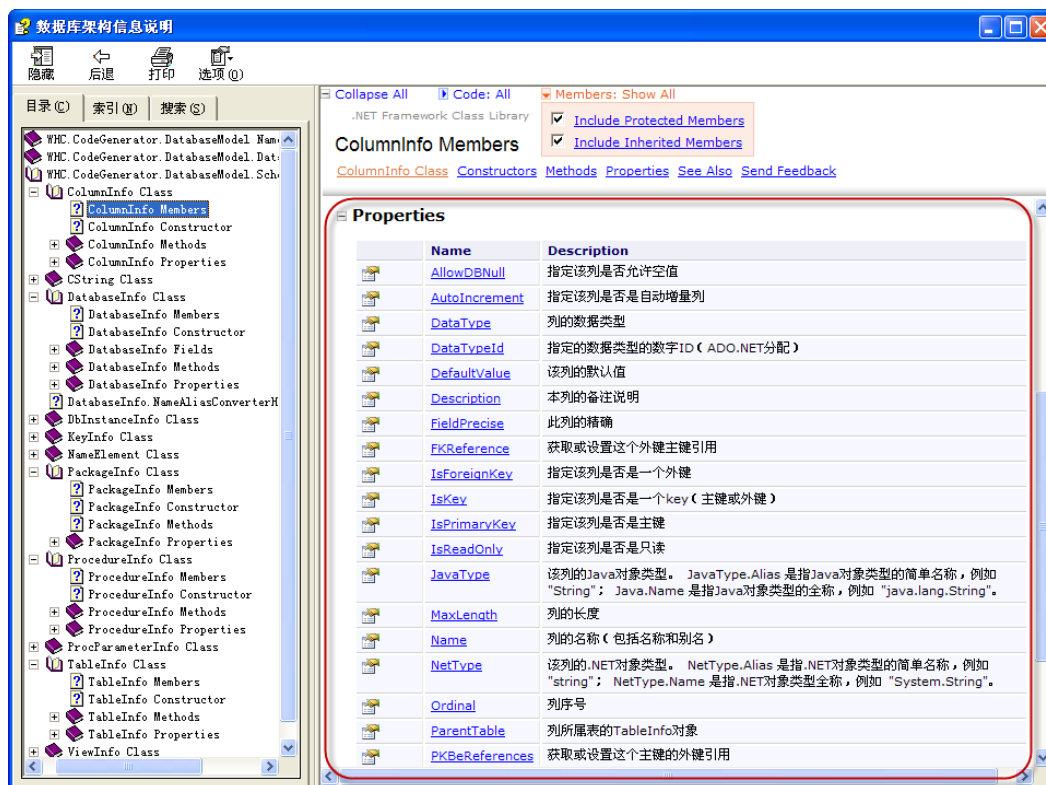 数据库架构信息说明
隐藏 后退 打印 选项(O)
目录(C) 索引(N) 搜索(S)
WHC.CodeGenerator.DatabaseModel Nam
WHC.CodeGenerator.DatabaseModel.Dat
WHC.CodeGenerator.DatabaseModel.Sch
ColumnInfo Class
ColumnInfo Members
ColumnInfo Constructor
ColumnInfo Methods
ColumnInfo Properties
CString Class
DatabaseInfo Class
DatabaseInfo Members
DatabaseInfo Constructor
DatabaseInfo Fields
DatabaseInfo Methods
DatabaseInfo Properties
DatabaseInfo.NameAliasConverterH
DbInstanceInfo Class
KeyInfo Class
NameElement Class
PackageInfo Class
PackageInfo Members
PackageInfo Constructor
PackageInfo Methods
PackageInfo Properties
ProcedureInfo Class
ProcedureInfo Members
ProcedureInfo Constructor
ProcedureInfo Methods
ProcedureInfo Properties
ProcParameterInfo Class
TableInfo Class
TableInfo Members
TableInfo Constructor
TableInfo Methods
TableInfo Properties
ViewInfo Class
Collapse All Code: All Members: Show All
.NET Framework Class Library
Include Protected Members
ColumnInfo Members
Include Inherited Members
ColumnInfo Class Constructors Methods Properties See Also Send Feedback
Properties
Name Description
AllowDBNull 指定该列是否允许空值
AutoIncrement 指定该列是否是自动增量列
DataType 列的数据类型
DataTypeId 指定的数据类型的数字ID(ADO.NET分配)
DefaultValue 该列的默认值
Description 本列的备注说明
FieldPrecise 此列的精确
FKReference 获取或设置这个外键主键引用
IsForeignKey 指定该列是否是一个外键
IsKey 指定该列是否是一个key(主键或外键)
IsPrimaryKey 指定该列是否是主键
IsReadOnly 指定该列是否是只读
JavaType 该列的Java对象类型。 JavaType.Alias 是指Java对象类型的简单名称,例如
"String"; Java.Name 是指Java对象类型的全称,例如 "java.lang.String"。
MaxLength 列的长度
Name 列的名称(包括名称和别名)
NetType 该列的.NET对象类型。 NetType.Alias 是指.NET对象类型的简单名称,例如
"string"; NetType.Name 是指.NET对象类型全称,例如 "System.String"。
Ordinal 列序号
ParentTable 列所属表的TableInfo对象
PKBeReferences 获取或设置这个主键的外键引用